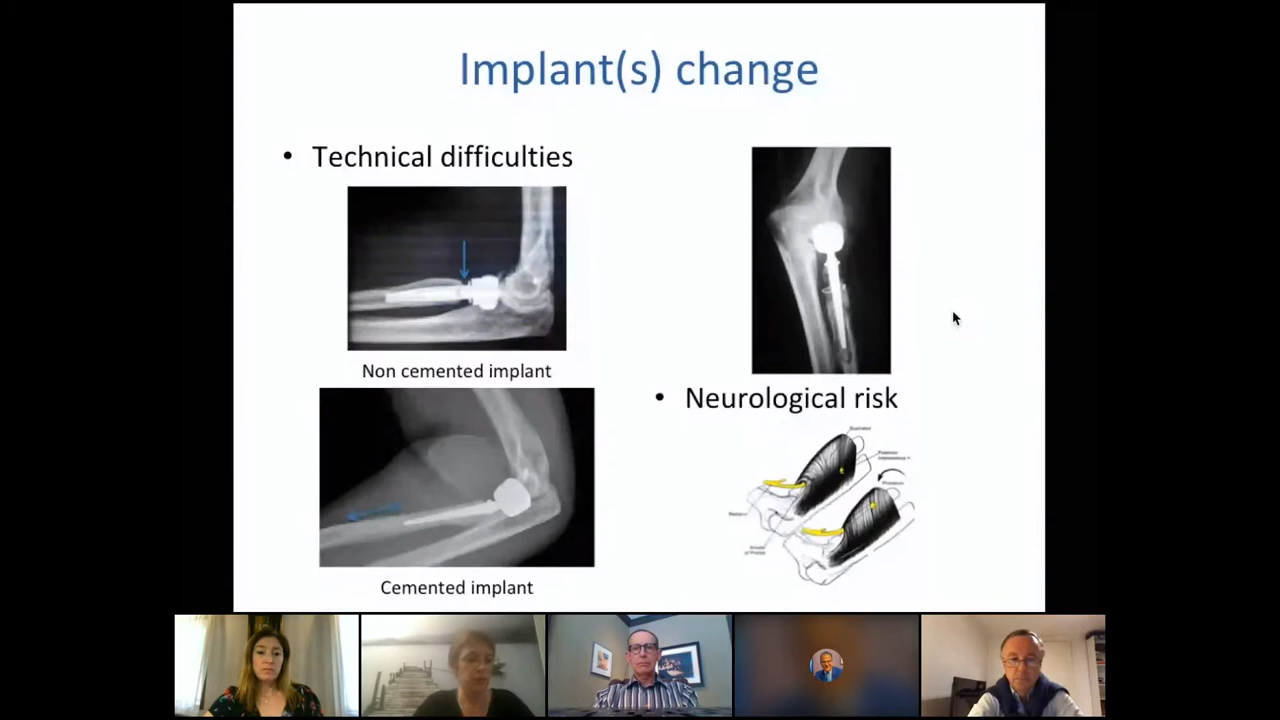 Implant(s) change
• Technical difficulties
Non cemented implant
Cemented implant
• Neurological risk